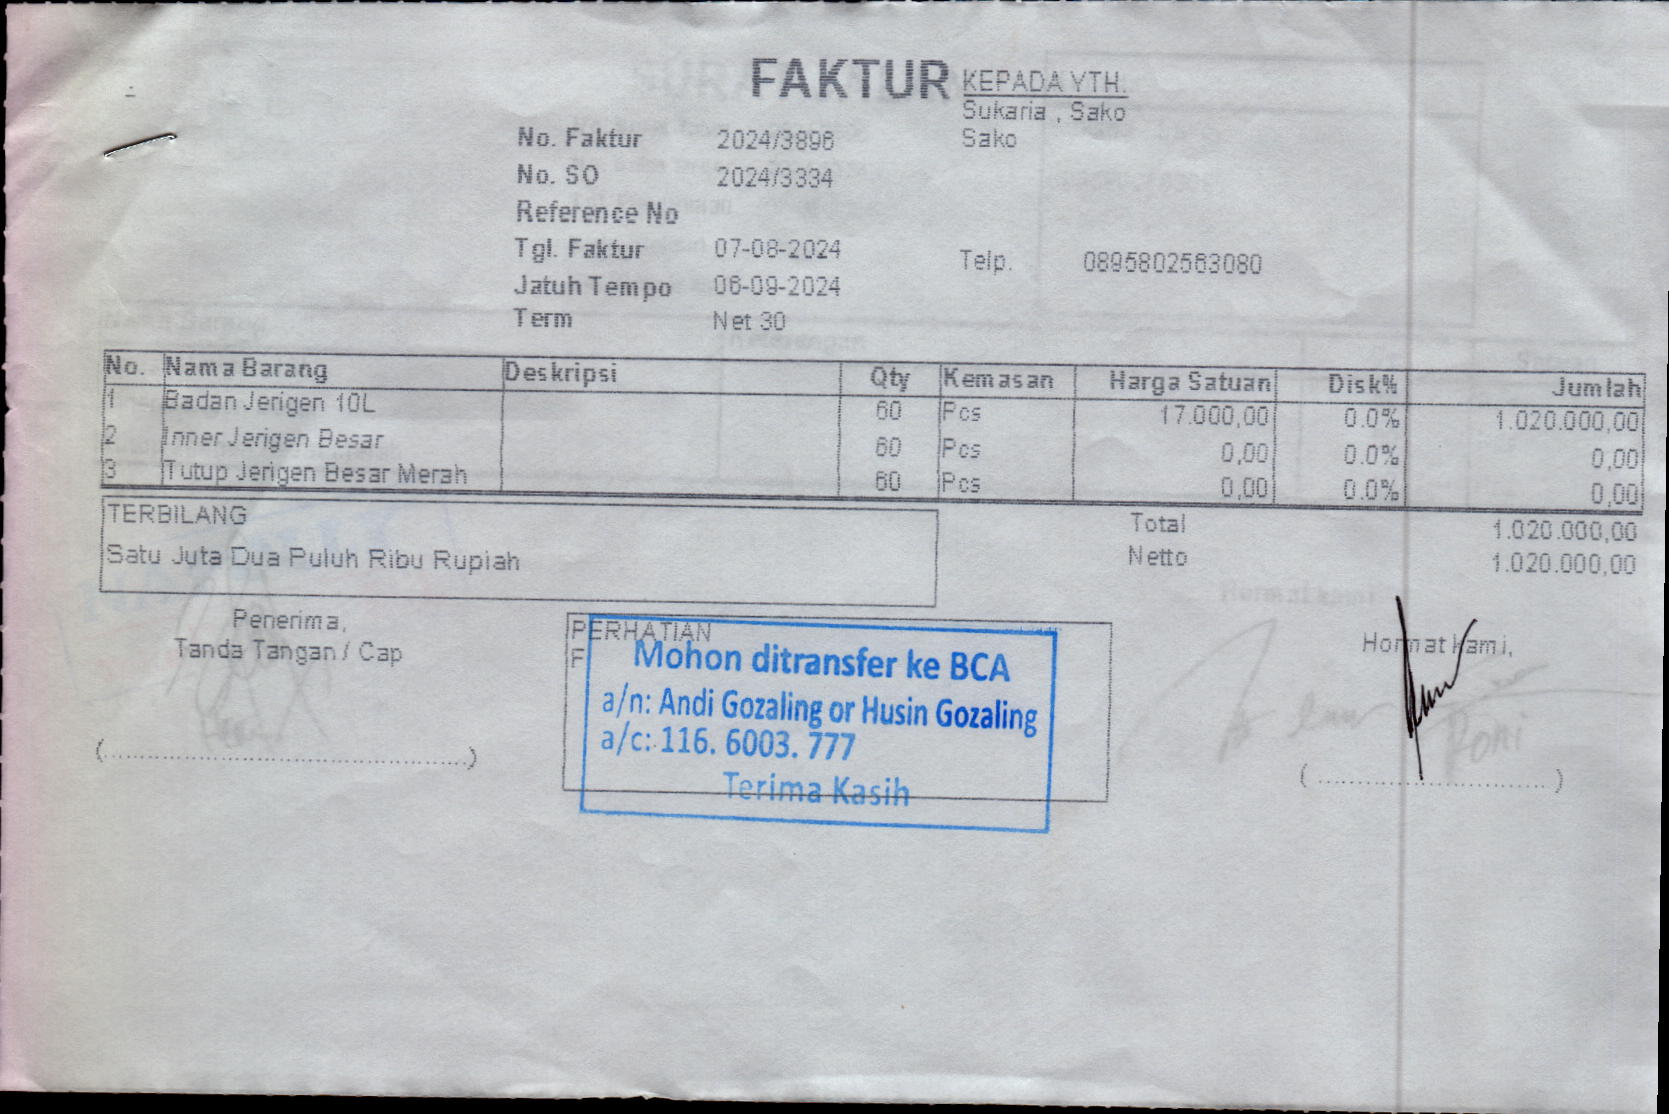 FAKTUR
KEPADA YTH.
Sukaria , Sako
Sako
No. Faktur 2024/3896
No. SO 2024/3334
Reference No
Tgl. Faktur 07-08-2024
Telp. 0895802563080
Jatuh Tempo 06-09-2024
Term Net 30
No. Nama Barang Deskripsi Qty Kemasan Harga Satuan Disk% Jumlah
1 Badan Jerigen 10L 60 Pcs 17.000,00 0.0% 1.020.000,00
2 Inner Jerigen Besar 60 Pcs 0,00 0.0% 0,00
3 Tutup Jerigen Besar Merah 60 Pcs 0,00 0.0% 0,00
TERBILANG
Satu Juta Dua Puluh Ribu Rupiah
Total 1.020.000,00
Netto 1.020.000,00
Penerima,
Tanda Tangan / Cap
(................................................)
PERHATIAN
F
Mohon ditransfer ke BCA
a/n: Andi Gozaling or Husin Gozaling
a/c: 116. 6003. 777
Terima Kasih
Hormat kami,
Roni
(..............................)